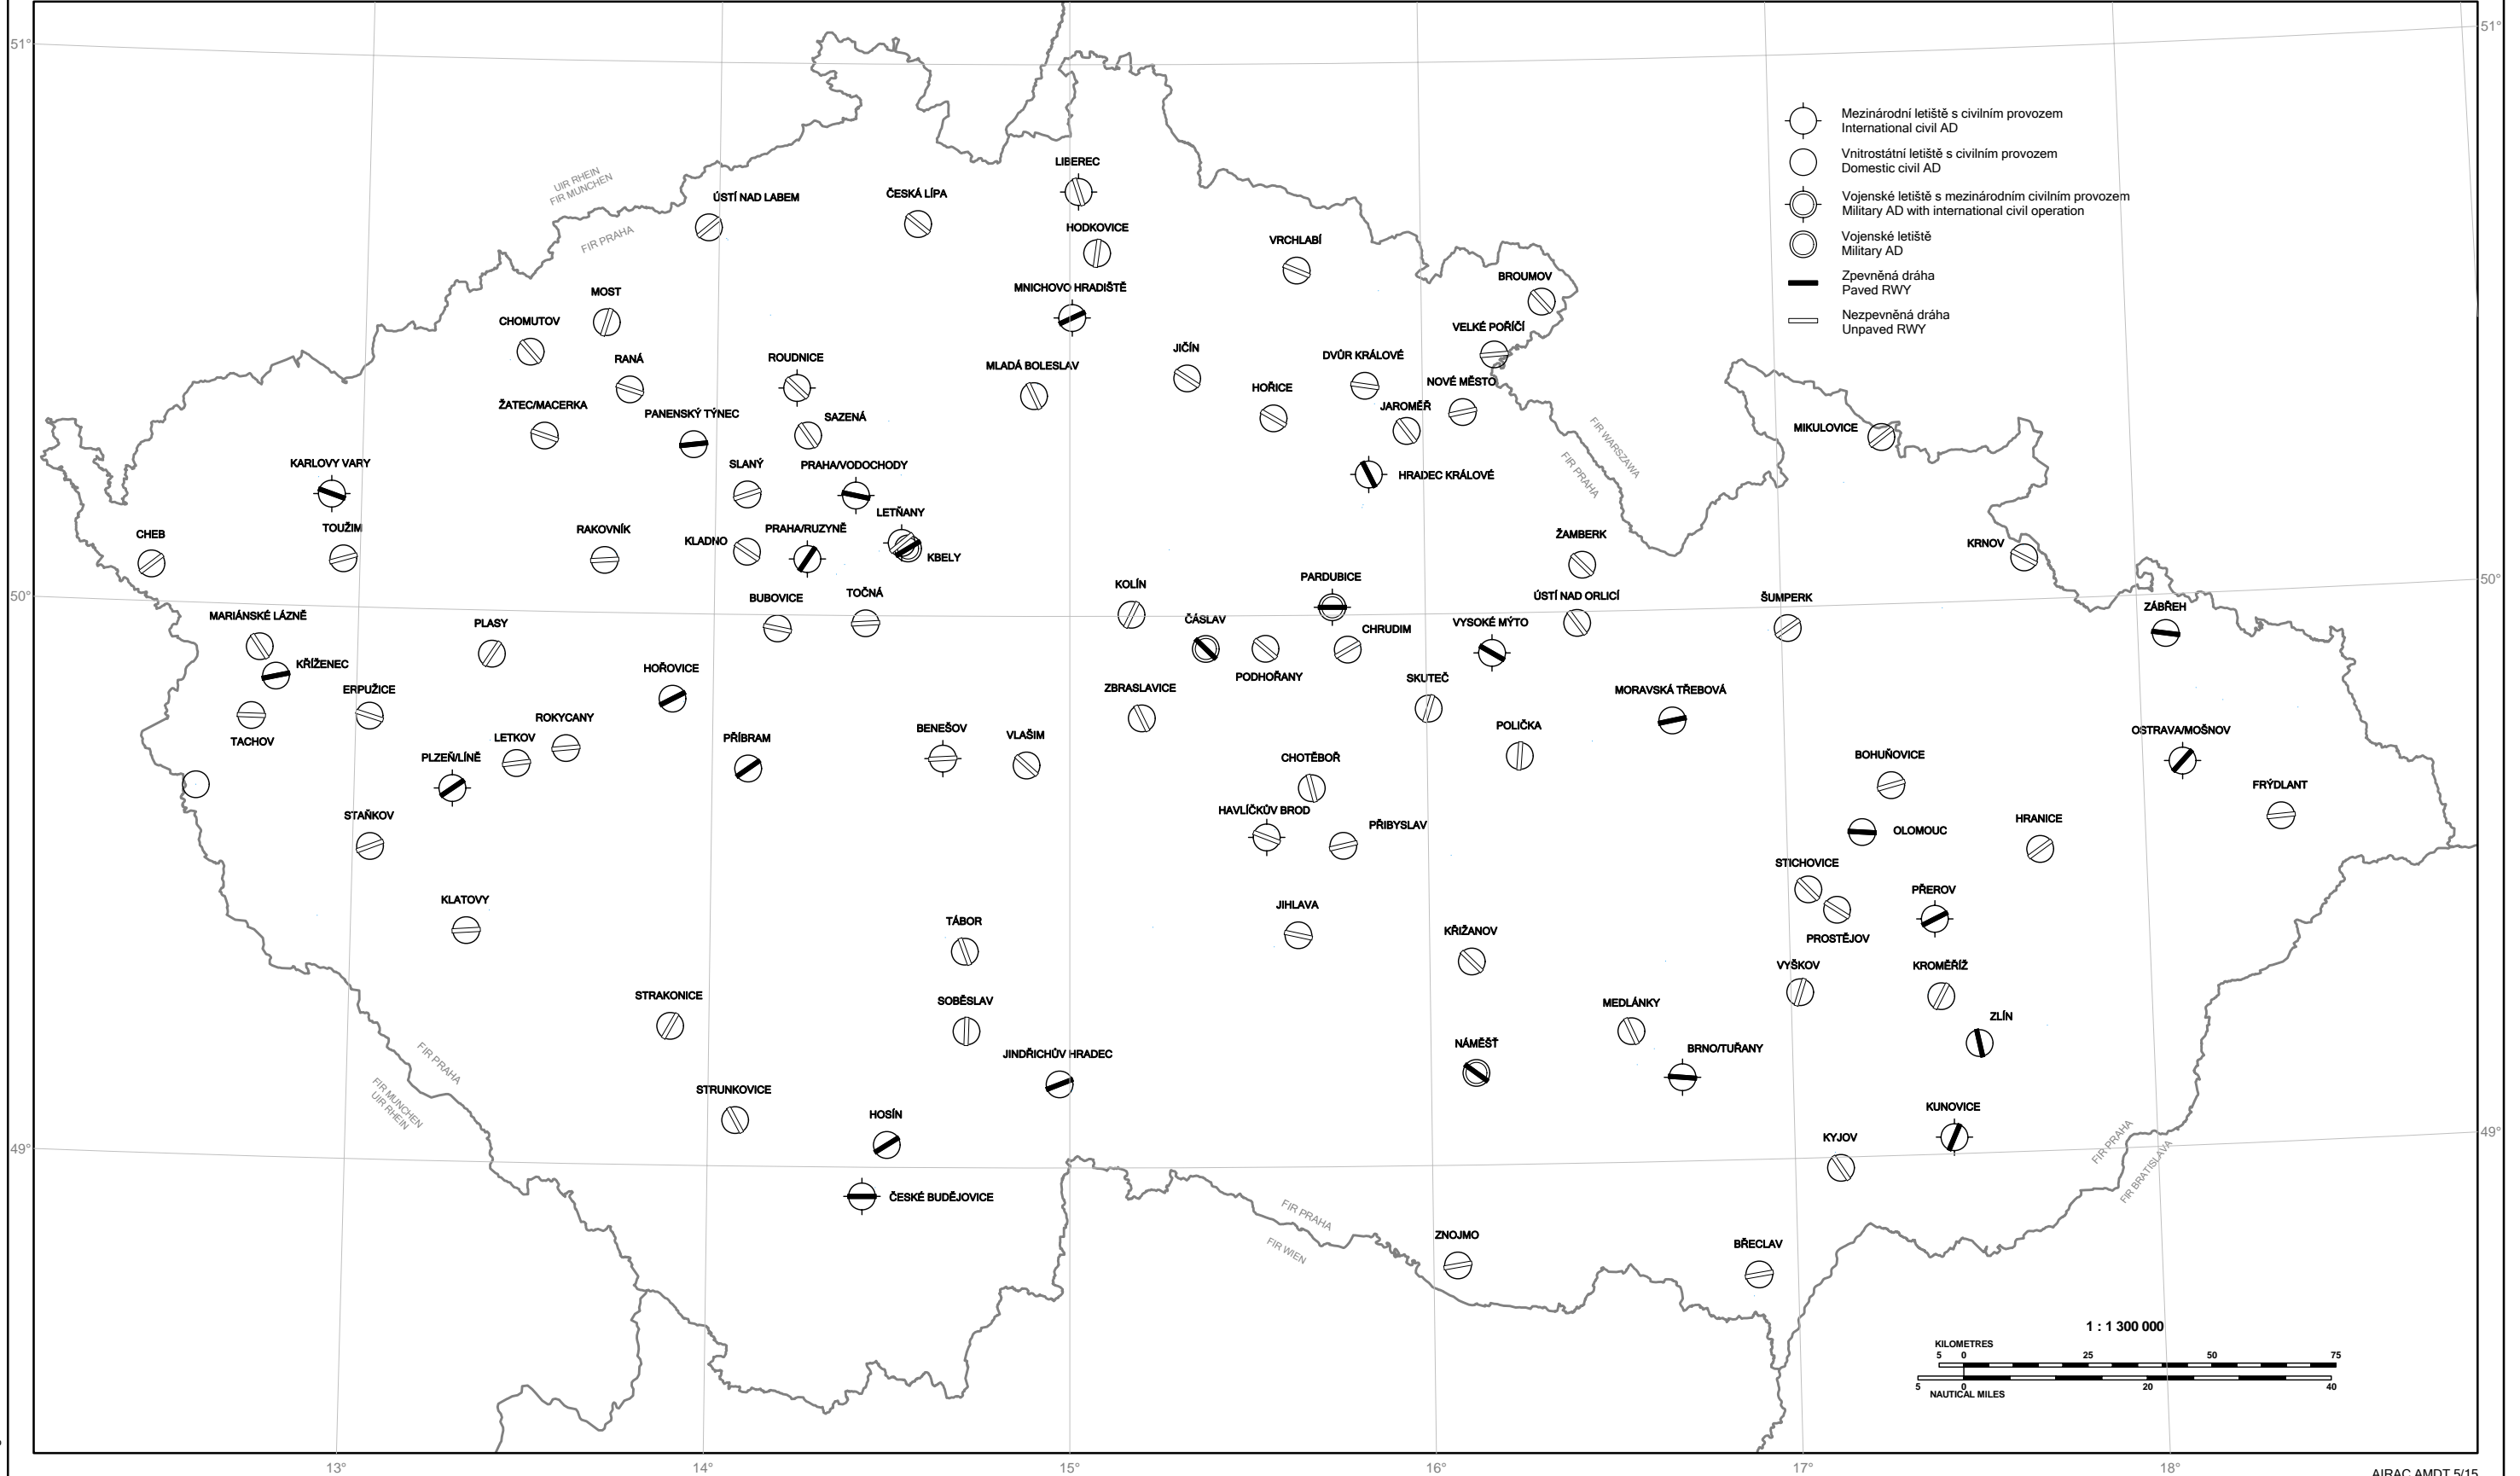 51°
51°
Mezinárodní letiště s civilním provozem
International civil AD
Vnitrostátní letiště s civilním provozem
Domestic civil AD
Vojenské letiště s mezinárodním civilním provozem
Military AD with international civil operation
Vojenské letiště
Military AD
Zpevněná dráha
Paved RWY
Nezpevněná dráha
Unpaved RWY
LIBEREC
UIR RHEIN
FIR MUNCHEN
FIR PRAHA
ÚSTÍ NAD LABEM
ČESKÁ LÍPA
HODKOVICE
VRCHLABÍ
BROUMOV
MOST
MNICHOVO HRADIŠTĚ
CHOMUTOV
VELKÉ POŘÍČÍ
RANÁ
ROUDNICE
MLADÁ BOLESLAV
JIČÍN
DVŮR KRÁLOVÉ
HOŘICE
NOVÉ MĚSTO
ŽATEC/MACERKA
PANENSKÝ TÝNEC
SAZENÁ
JAROMĚŘ
FIR WARSZAWA
FIR PRAHA
MIKULOVICE
KARLOVY VARY
SLANÝ
PRAHA/VODOCHODY
HRADEC KRÁLOVÉ
LETŇANY
CHEB
TOUŽIM
RAKOVNÍK
KLADNO
PRAHA/RUZYNĚ
KBELY
ŽAMBERK
KRNOV
50°
50°
BUBOVICE
TOČNÁ
KOLÍN
PARDUBICE
ÚSTÍ NAD ORLICÍ
ŠUMPERK
ZÁBŘEH
MARIÁNSKÉ LÁZNĚ
PLASY
ČÁSLAV
CHRUDIM
VYSOKÉ MÝTO
KŘÍŽENEC
HOŘOVICE
PODHOŘANY
SKUTEČ
ERPUŽICE
ZBRASLAVICE
MORAVSKÁ TŘEBOVÁ
ROKYCANY
TACHOV
LETKOV
PŘÍBRAM
BENEŠOV
VLAŠIM
POLIČKA
OSTRAVA/MOŠNOV
PLZEŇ/LÍNĚ
CHOTĚBOŘ
BOHUŇOVICE
FRÝDLANT
STAŇKOV
HAVLÍČKŮV BROD
PŘIBYSLAV
OLOMOUC
HRANICE
STICHOVICE
KLATOVY
TÁBOR
JIHLAVA
PŘEROV
KŘIŽANOV
PROSTĚJOV
VYŠKOV
KROMĚŘÍŽ
STRAKONICE
SOBĚSLAV
MEDLÁNKY
ZLÍN
FIR PRAHA
FIR MUNCHEN
UIR RHEIN
JINDŘICHŮV HRADEC
NÁMĚŠŤ
BRNO/TUŘANY
STRUNKOVICE
HOSÍN
KUNOVICE
KYJOV
FIR PRAHA
FIR BRATISLAVA
49°
49°
ČESKÉ BUDĚJOVICE
FIR PRAHA
FIR WIEN
ZNOJMO
BŘECLAV
1 : 1 300 000
KILOMETRES
5 0 25 50 75
5 0 20 40
NAUTICAL MILES
13° 14° 15° 16° 17° 18°
AIRAC AMDT 5/15